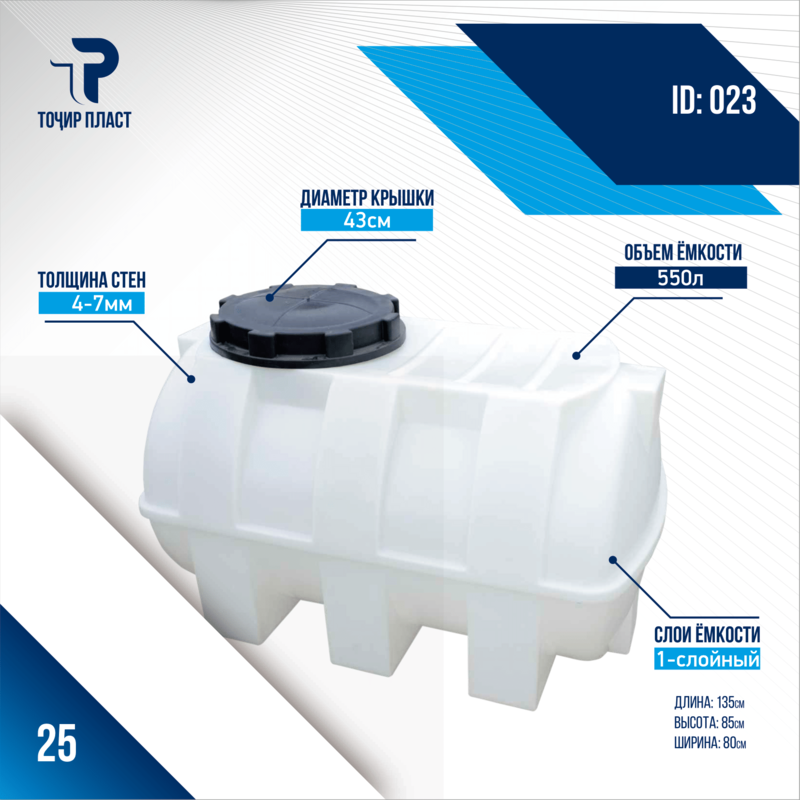 ТОҶИР ПЛАСТ
ID: 023
ДИАМЕТР КРЫШКИ
43см
ОБЪЕМ ЁМКОСТИ
550л
ТОЛЩИНА СТЕН
4-7мм
СЛОИ ЁМКОСТИ
1-слойный
ДЛИНА: 135см
ВЫСОТА: 85см
ШИРИНА: 80см
25